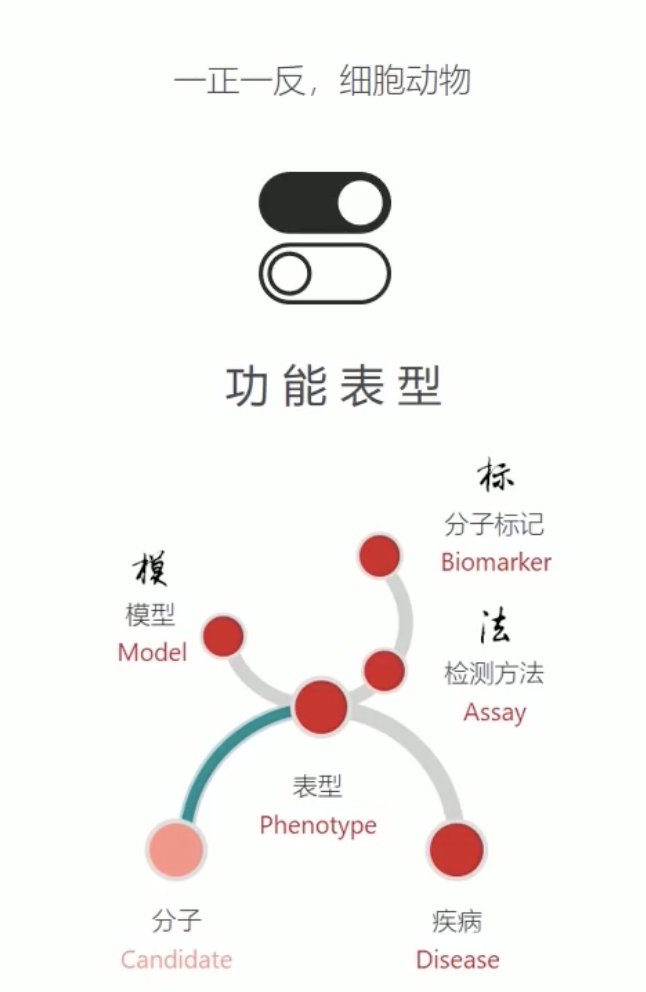 一正一反，细胞动物
功能表型
标
分子标记
Biomarker
模
模型
Model
法
检测方法
Assay
表型
Phenotype
分子
Candidate
疾病
Disease